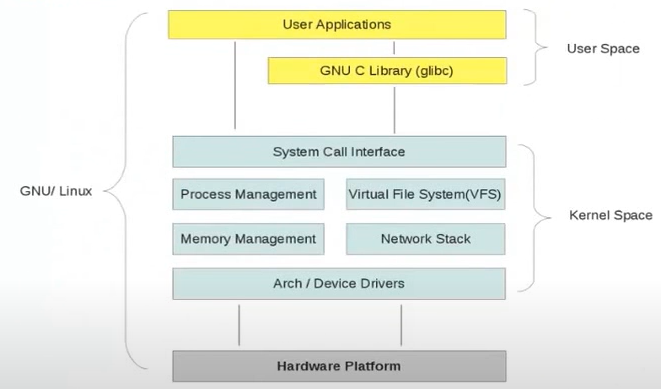 User Applications
User Space
GNU C Library (glibc)
System Call Interface
GNU/ Linux
Process Management
Virtual File System(VFS)
Kernel Space
Memory Management
Network Stack
Arch / Device Drivers
Hardware Platform